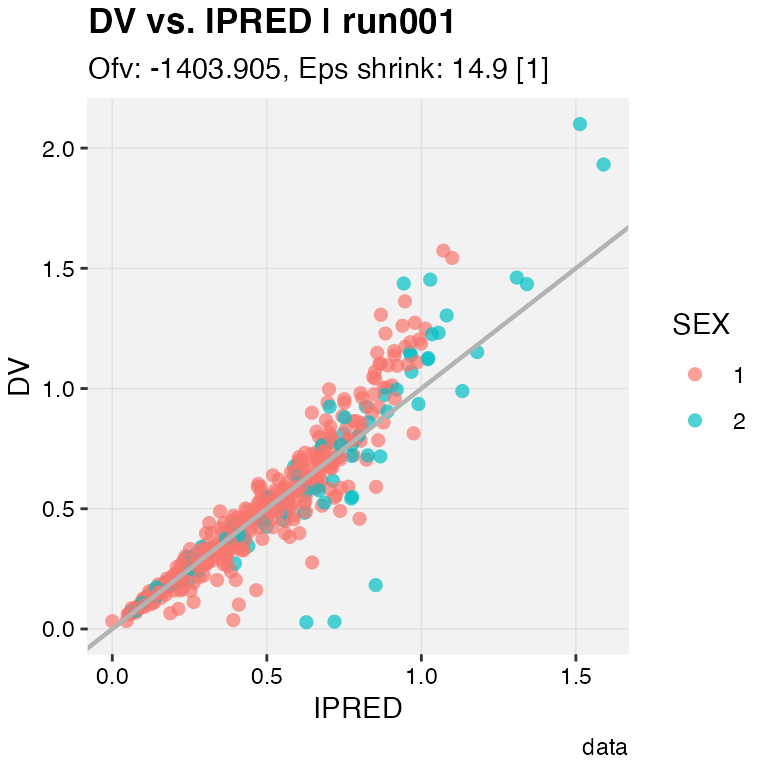 DV vs. IPRED | run001
Ofv: -1403.905, Eps shrink: 14.9 [1]
2.0
1.5
1.0
0.5
0.0
DV
0.0 0.5 1.0 1.5
IPRED
SEX
1
2
data